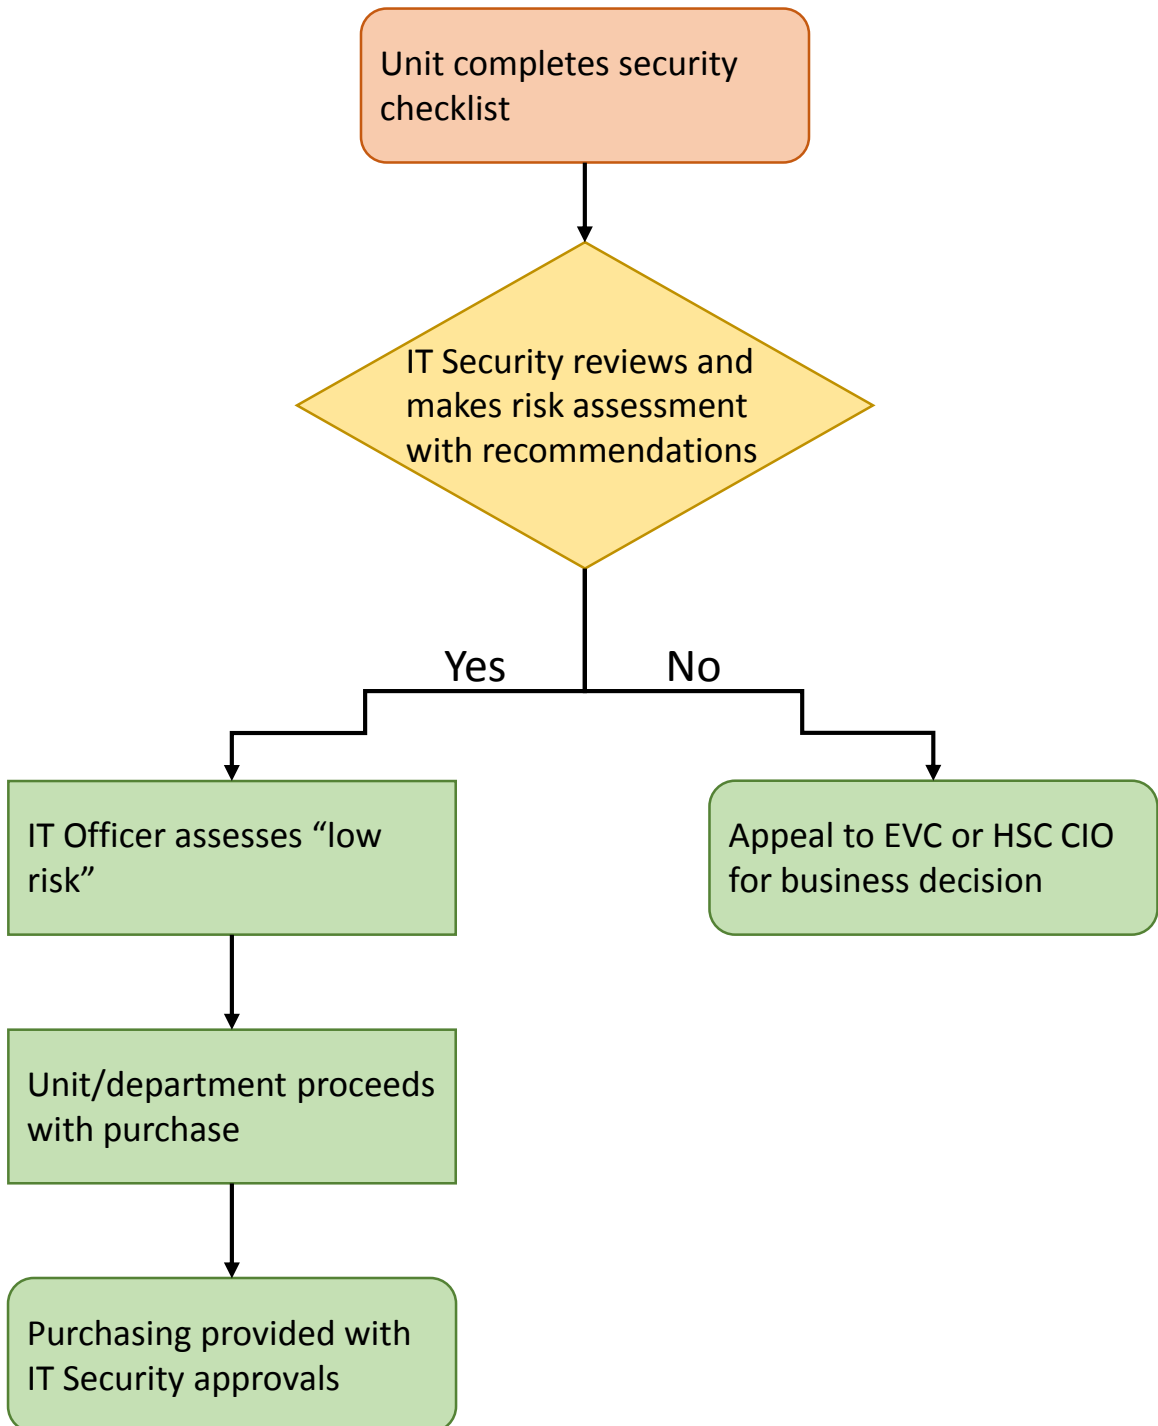 Unit completes security
checklist
IT Security reviews and
makes risk assessment
with recommendations
Yes
No
IT Officer assesses “low
risk”
Appeal to EVC or HSC CIO
for business decision
Unit/department proceeds
with purchase
Purchasing provided with
IT Security approvals